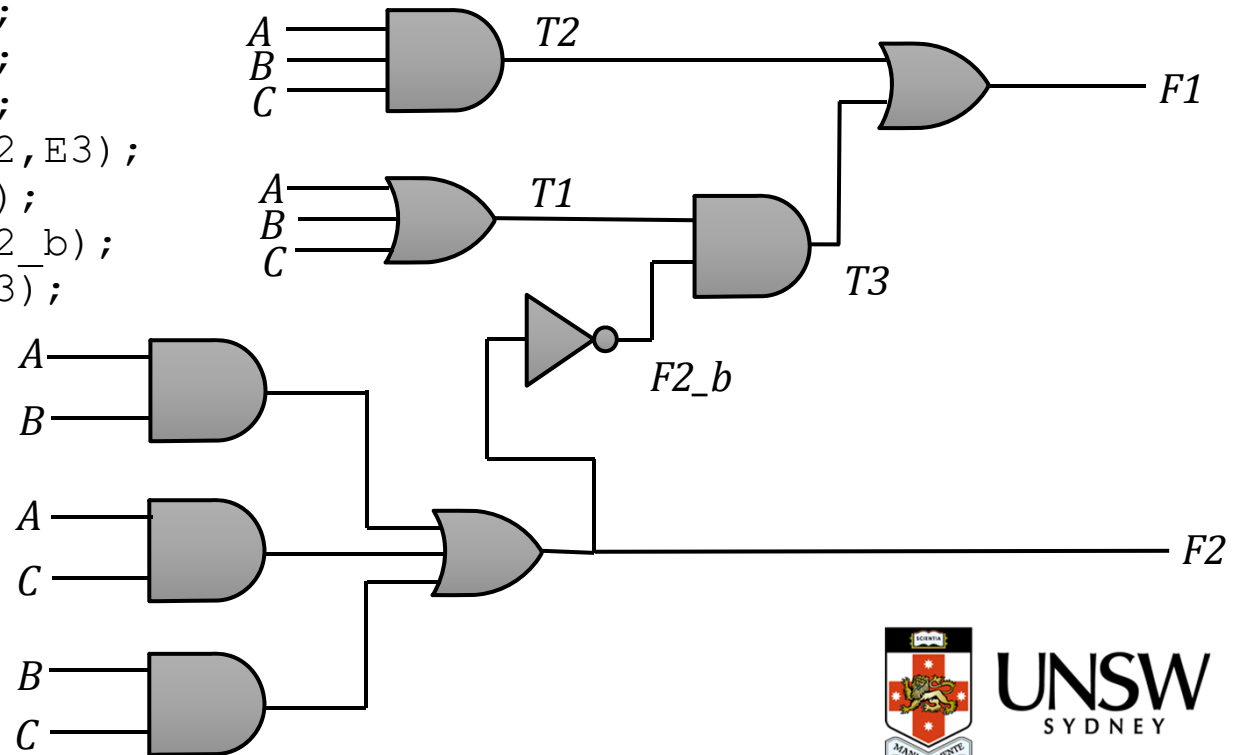 ;
;
;
2,E3);
);
2_b);
3);
A
B
C
T2
F1
A
B
C
T1
T3
F2_b
A
B
A
C
B
C
F2
SCIENTIA
UNSW
SYDNEY